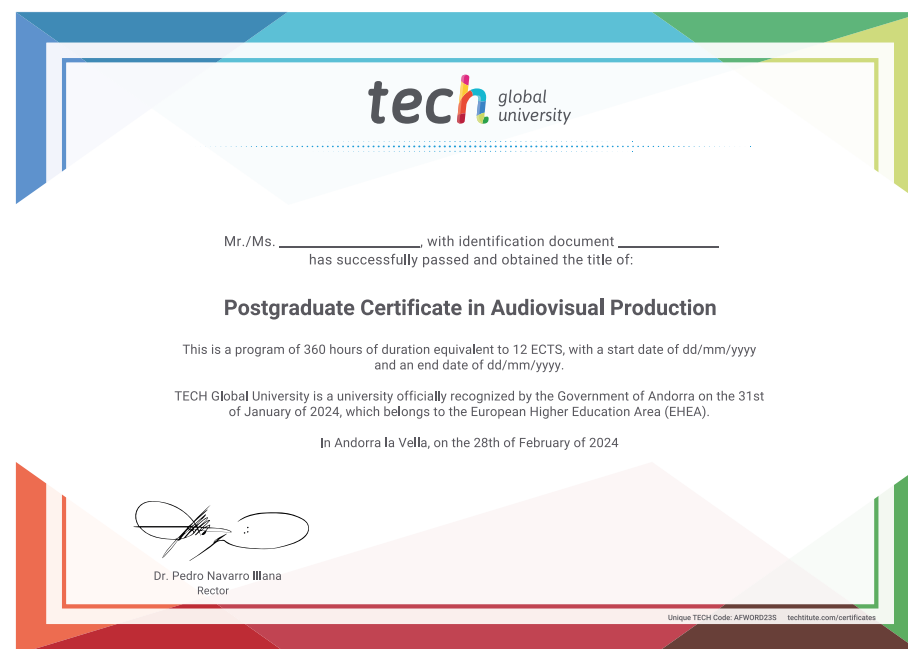 tech global
university
Mr./Ms. ____________________, with identification document ______________
has successfully passed and obtained the title of:
Postgraduate Certificate in Audiovisual Production
This is a program of 360 hours of duration equivalent to 12 ECTS, with a start date of dd/mm/yyyy
and an end date of dd/mm/yyyy.
TECH Global University is a university officially recognized by the Government of Andorra on the 31st
of January of 2024, which belongs to the European Higher Education Area (EHEA).
In Andorra la Vella, on the 28th of February of 2024
Dr. Pedro Navarro Illana
Rector
Unique TECH Code: AFWORD23S techtitute.com/certificates